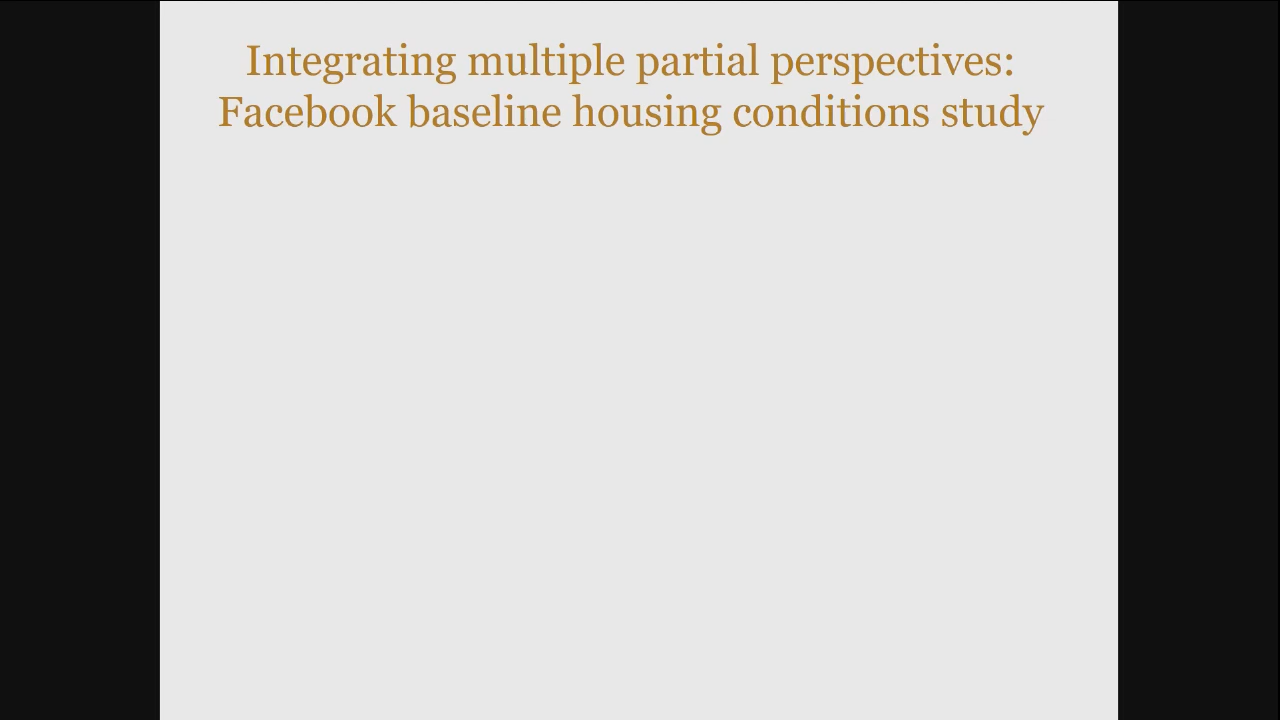 Integrating multiple partial perspectives:
Facebook baseline housing conditions study